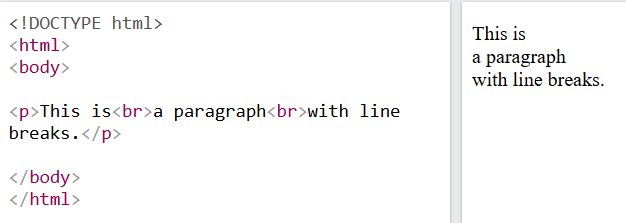 <!DOCTYPE html>
<html>
<body>
<p>This is<br>a paragraph<br>with line
breaks.</p>
</body>
</html>
This is
a paragraph
with line breaks.